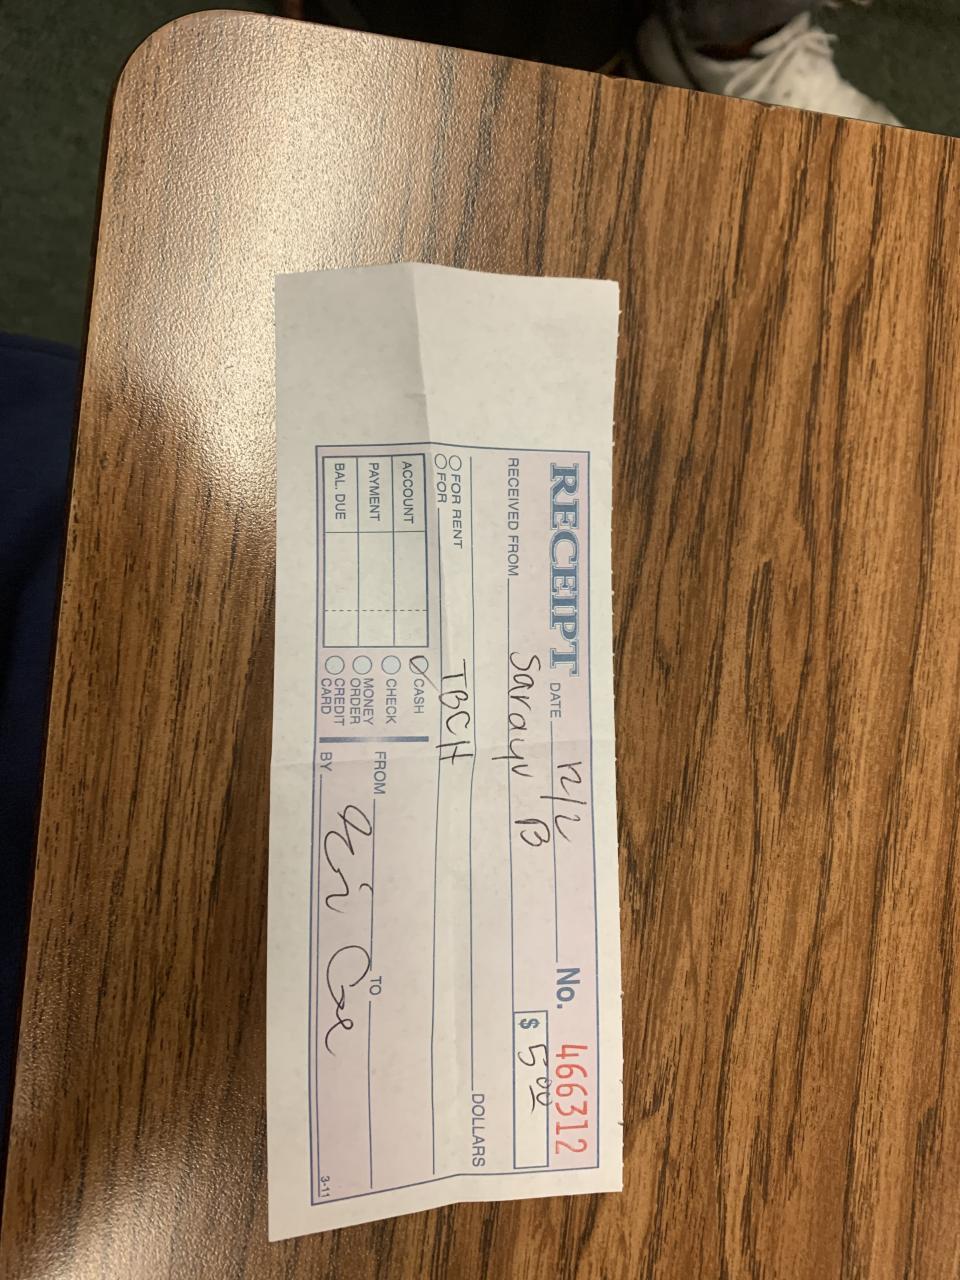 RECEIPT DATE 12/2 No. 466312
RECEIVED FROM Sarayu B $ 5.00
DOLLARS
FOR RENT
FOR TBCH
ACCOUNT CASH
PAYMENT CHECK FROM TO
MONEY ORDER
BAL. DUE CREDIT CARD BY
3-11